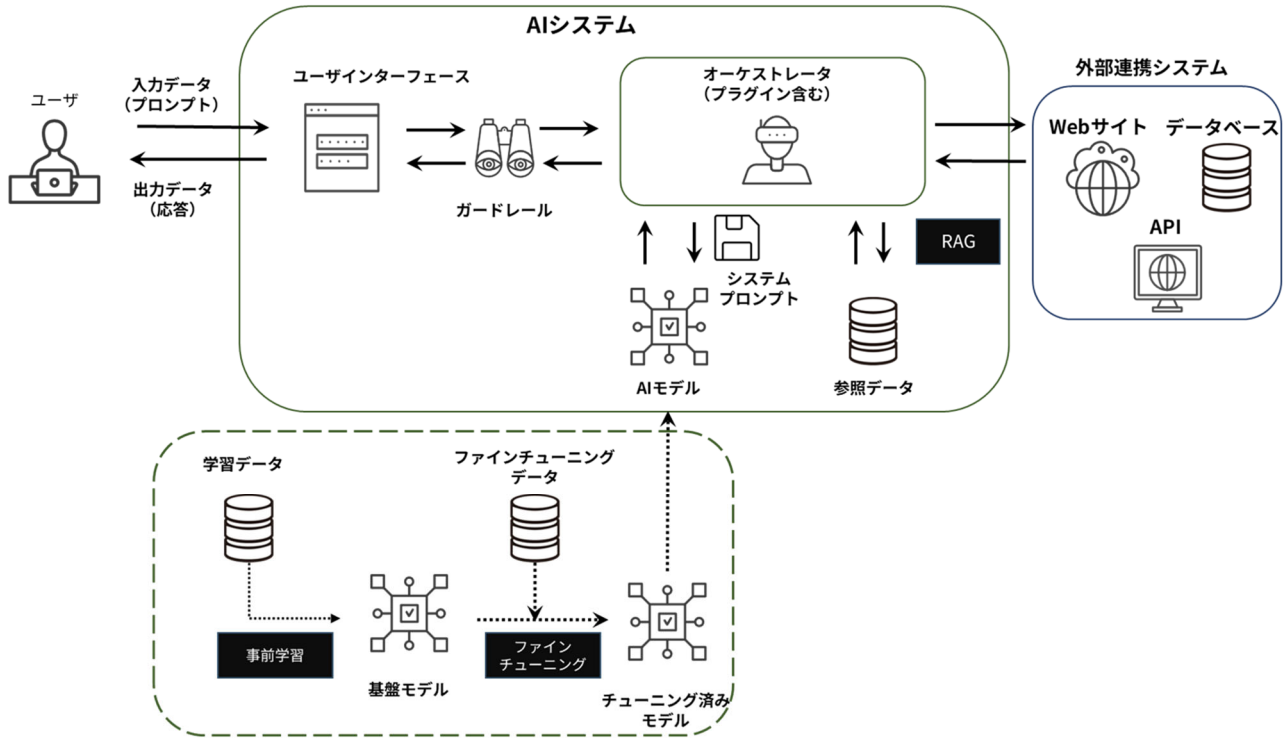 AIシステム
ユーザ
入力データ
（プロンプト）
出力データ
（応答）
ユーザインターフェース
ガードレール
オーケストレータ
（プラグイン含む）
外部連携システム
Webサイト
データベース
API
RAG
システム
プロンプト
AIモデル
参照データ
学習データ
ファインチューニング
データ
事前学習
基盤モデル
ファイン
チューニング
チューニング済み
モデル